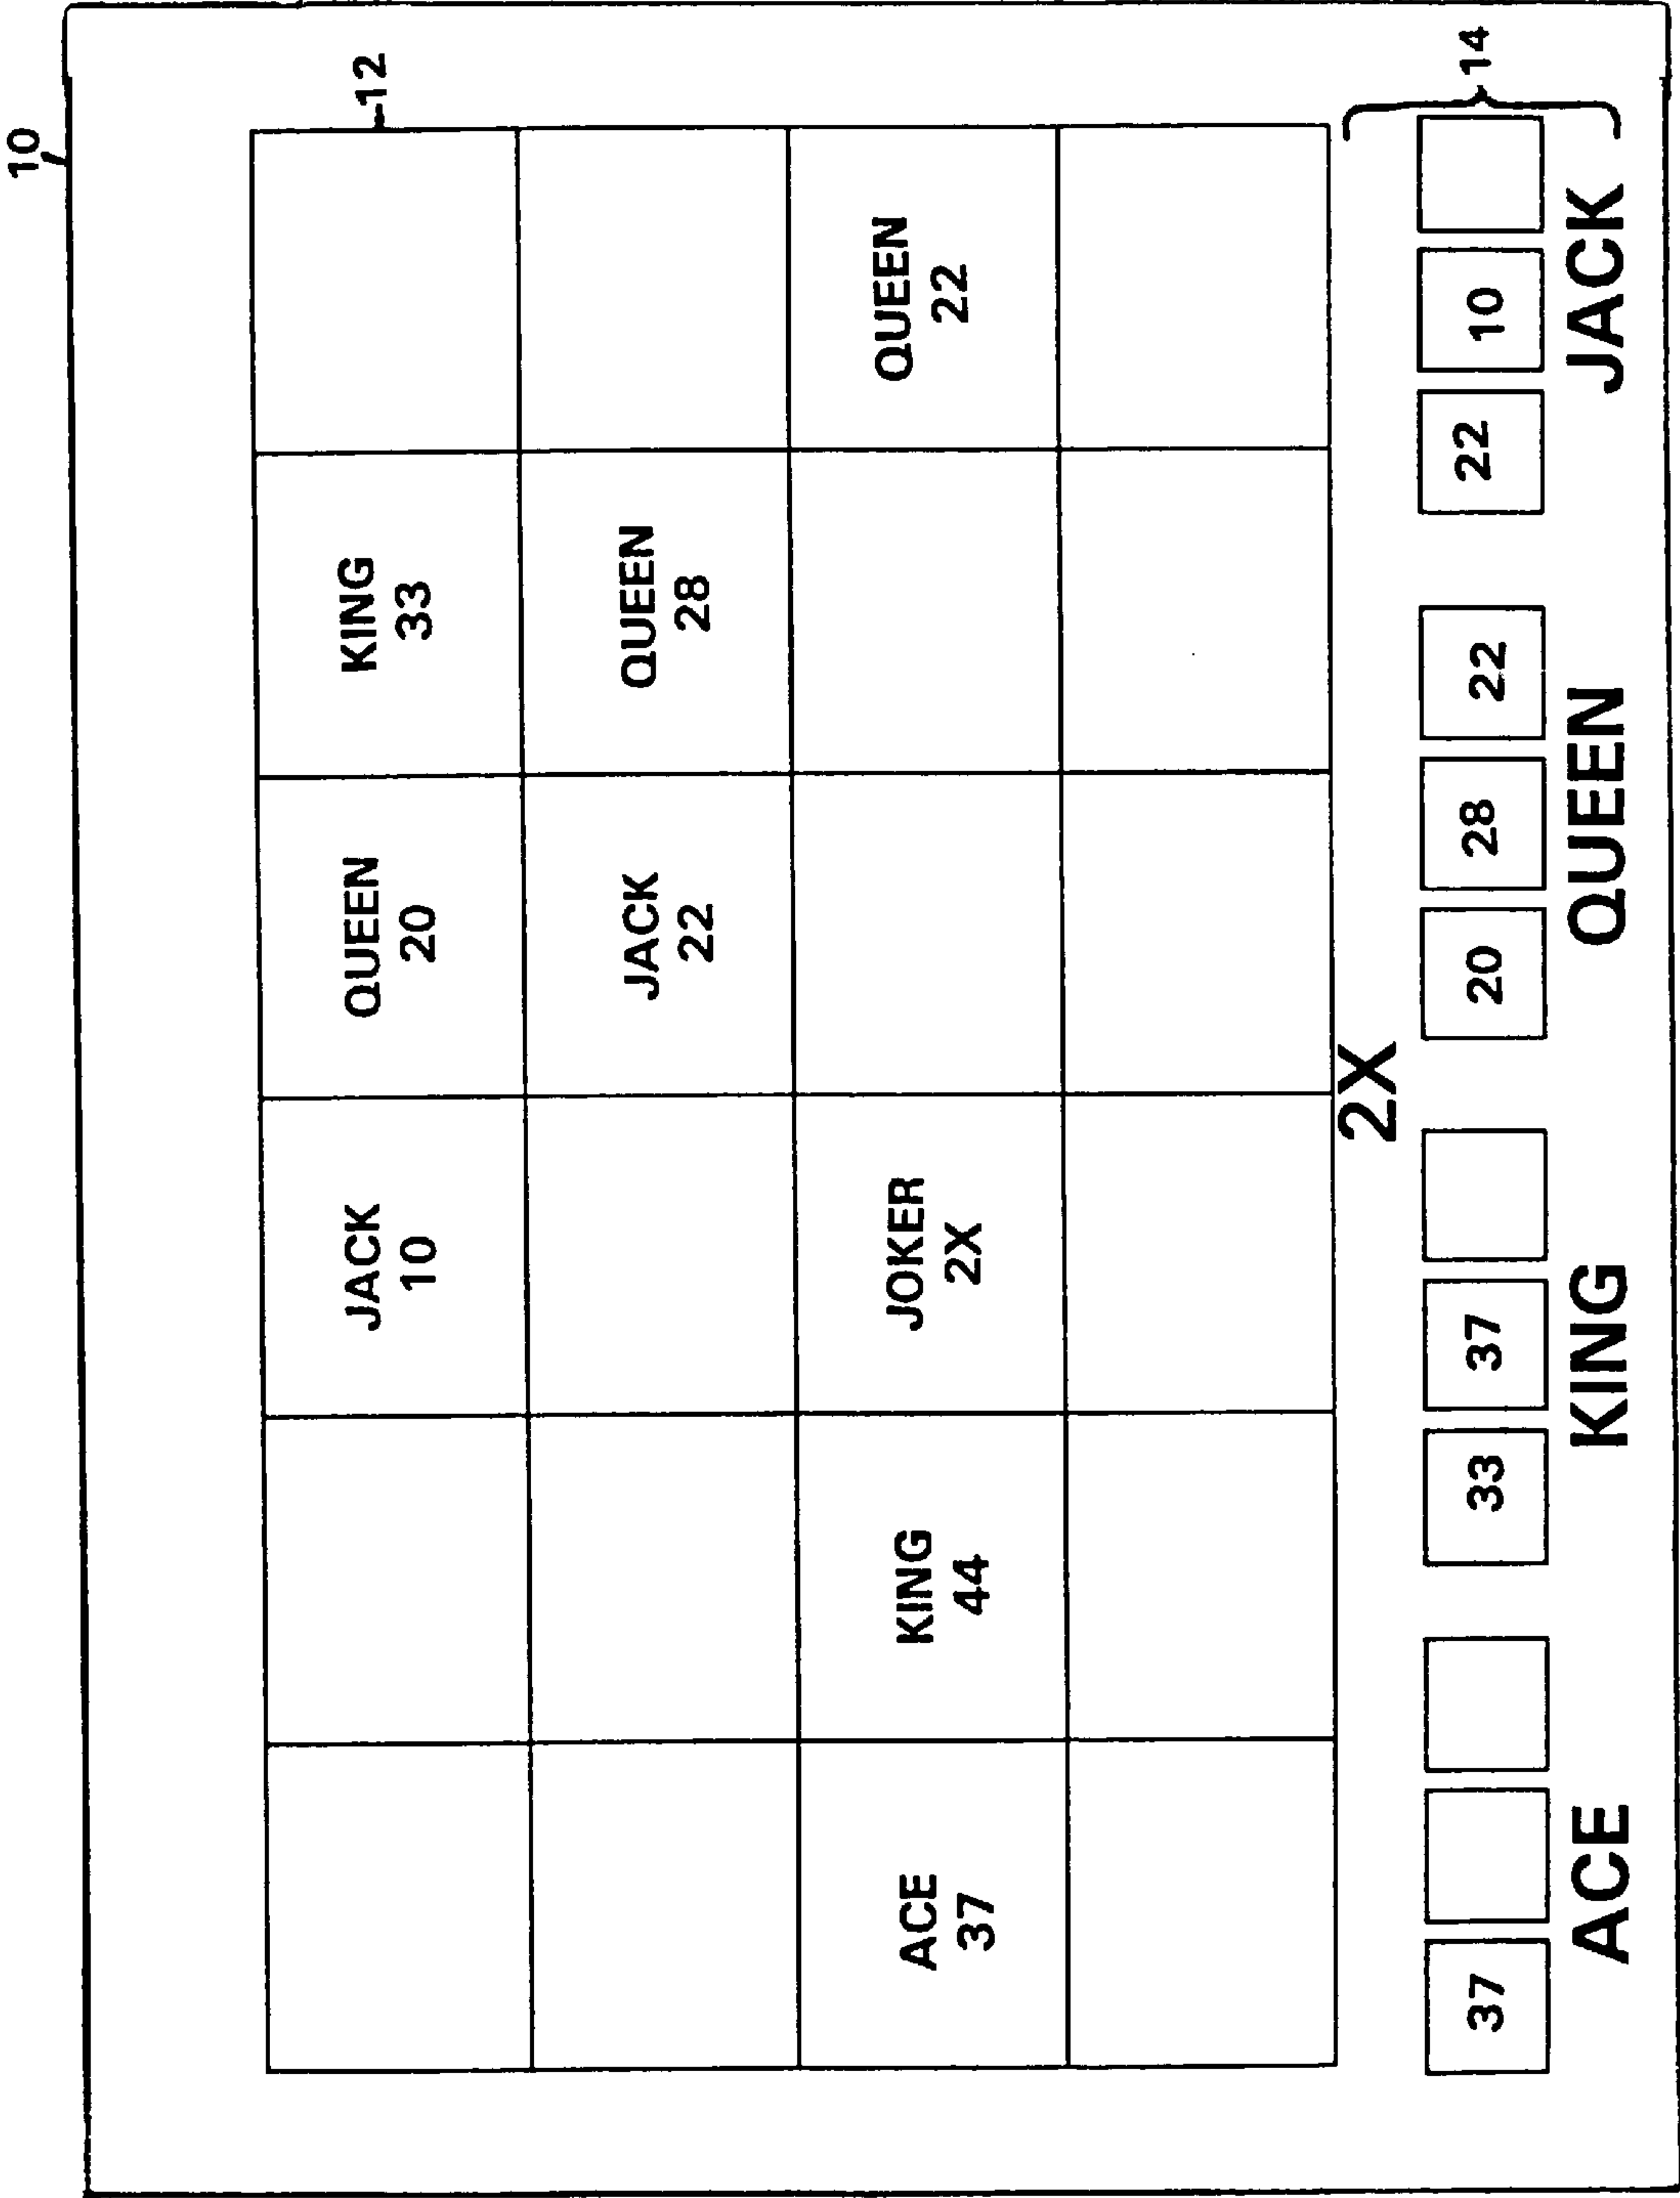 10
12
JACK QUEEN KING
10 20 33
JACK QUEEN
22 28
ACE KING JOKER QUEEN
37 44 2X 22
2X
37 33 37 20 28 22 22 10 14
ACE KING QUEEN JACK